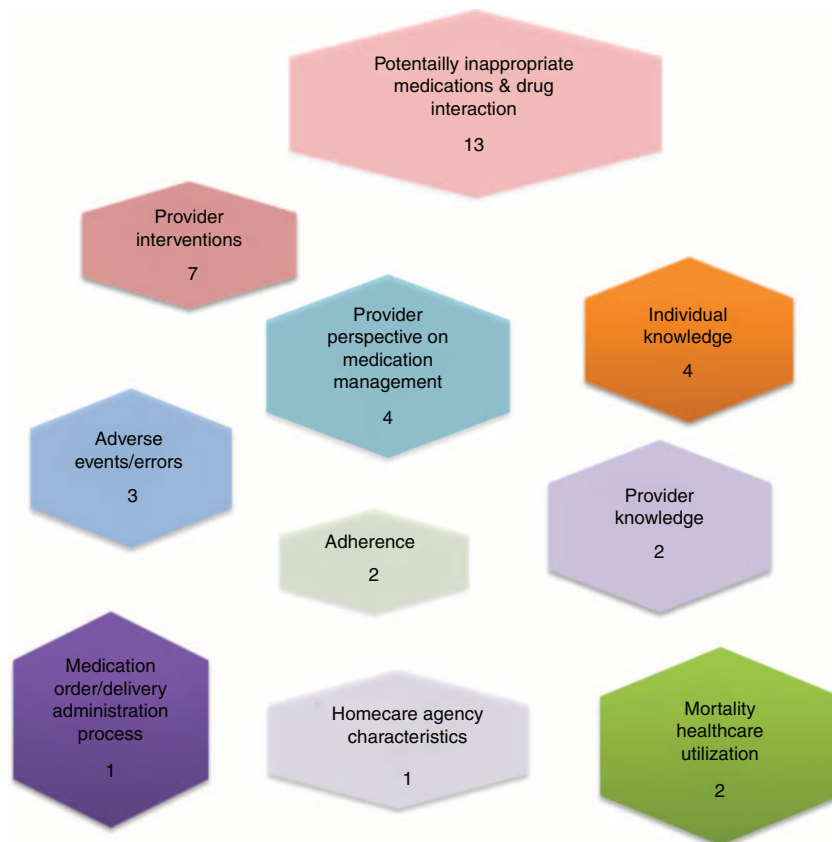 Potentailly inappropriate
medications & drug
interaction
13
Provider
interventions
7
Provider
perspective on
medication
management
4
Individual
knowledge
4
Adverse
events/errors
3
Provider
knowledge
2
Adherence
2
Medication
order/delivery
administration
process
1
Homecare agency
characteristics
1
Mortality
healthcare
utilization
2